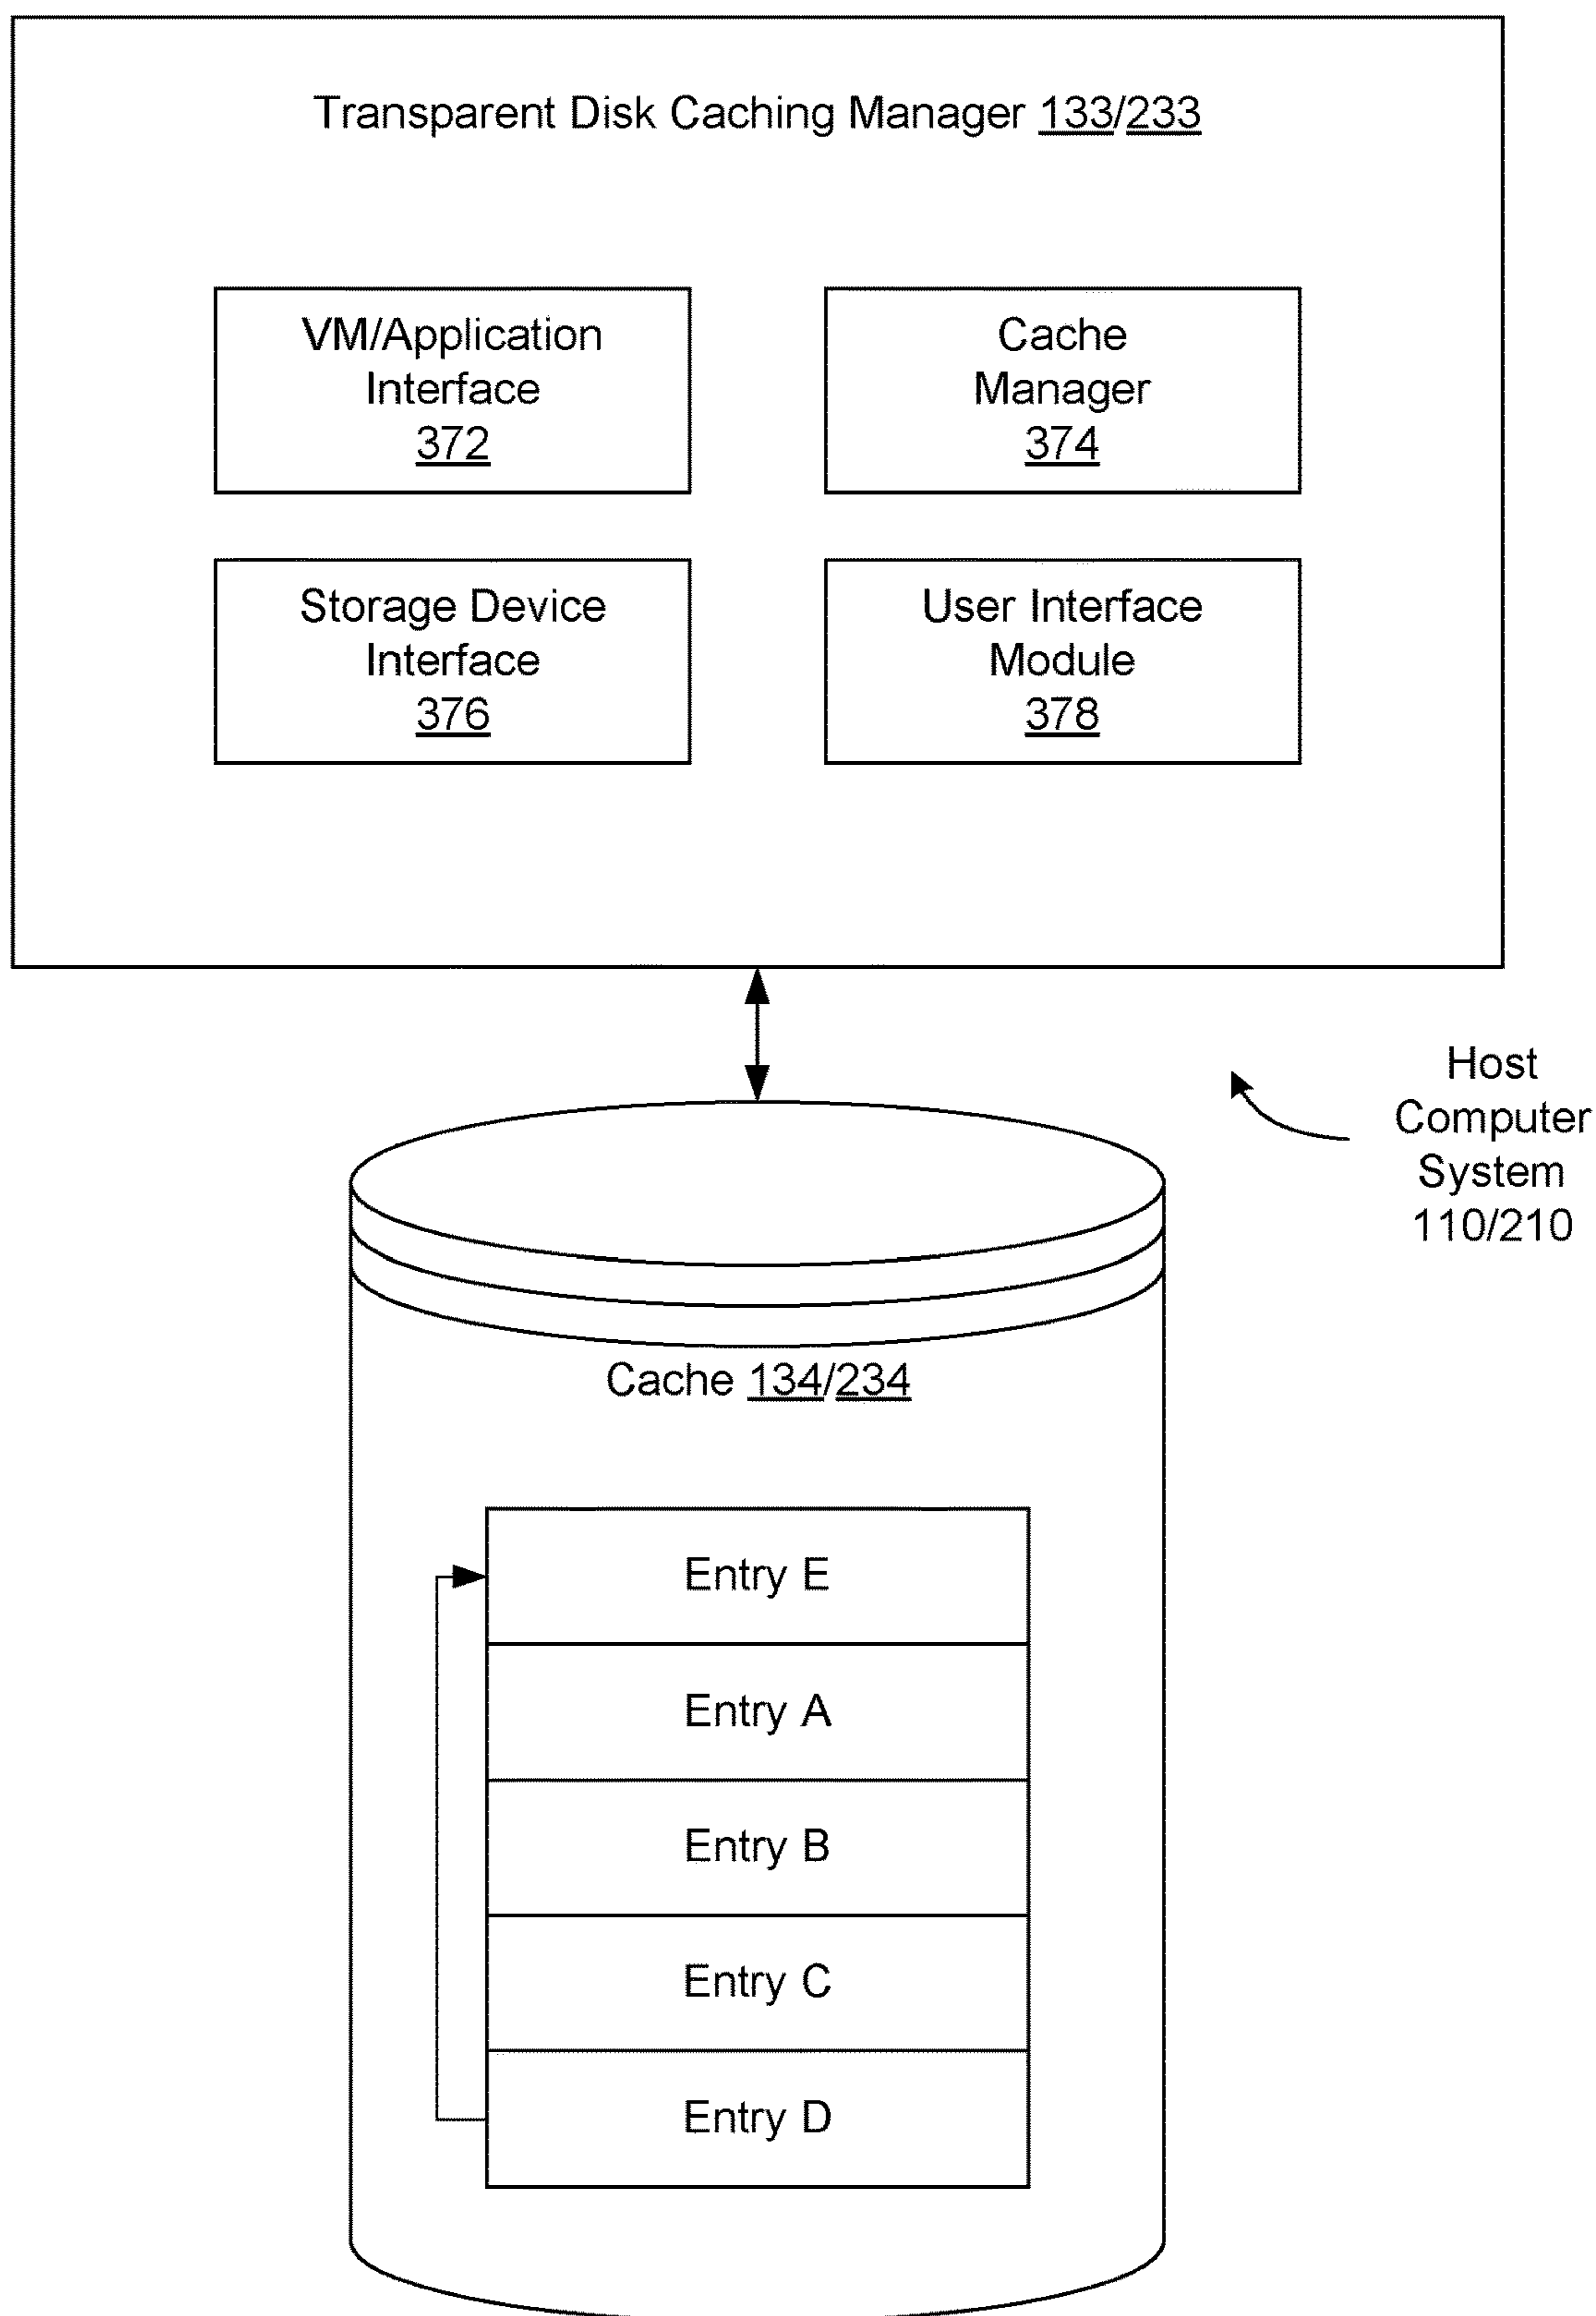 Transparent Disk Caching Manager 133/233
VM/Application
Interface
372
Cache
Manager
374
Storage Device
Interface
376
User Interface
Module
378
Host
Computer
System
110/210
Cache 134/234
Entry E
Entry A
Entry B
Entry C
Entry D